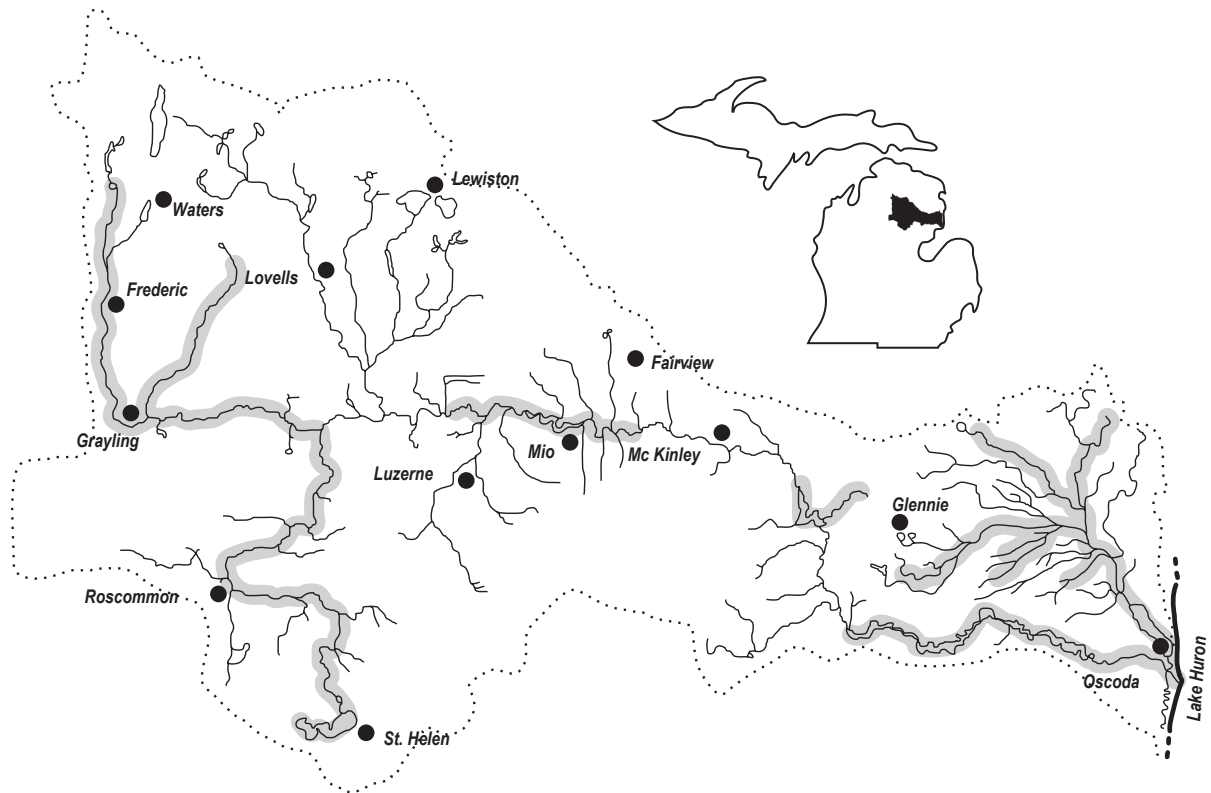 Lewiston
Waters
Lovells
Frederic
Fairview
Grayling
Mio
Mc Kinley
Luzerne
Glennie
Roscommon
Oscoda
Lake Huron
St. Helen